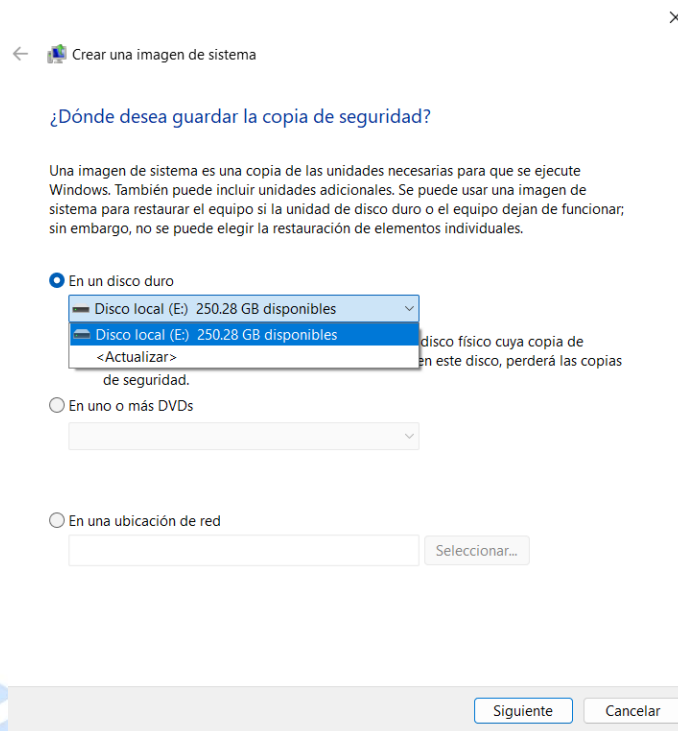 Crear una imagen de sistema
¿Dónde desea guardar la copia de seguridad?
Una imagen de sistema es una copia de las unidades necesarias para que se ejecute
Windows. También puede incluir unidades adicionales. Se puede usar una imagen de
sistema para restaurar el equipo si la unidad de disco duro o el equipo dejan de funcionar;
sin embargo, no se puede elegir la restauración de elementos individuales.
En un disco duro
Disco local (E:) 250.28 GB disponibles
Disco local (E:) 250.28 GB disponibles
disco físico cuya copia de
<Actualizar>
en este disco, perderá las copias
de seguridad.
En uno o más DVDs
En una ubicación de red
Seleccionar...
Siguiente
Cancelar